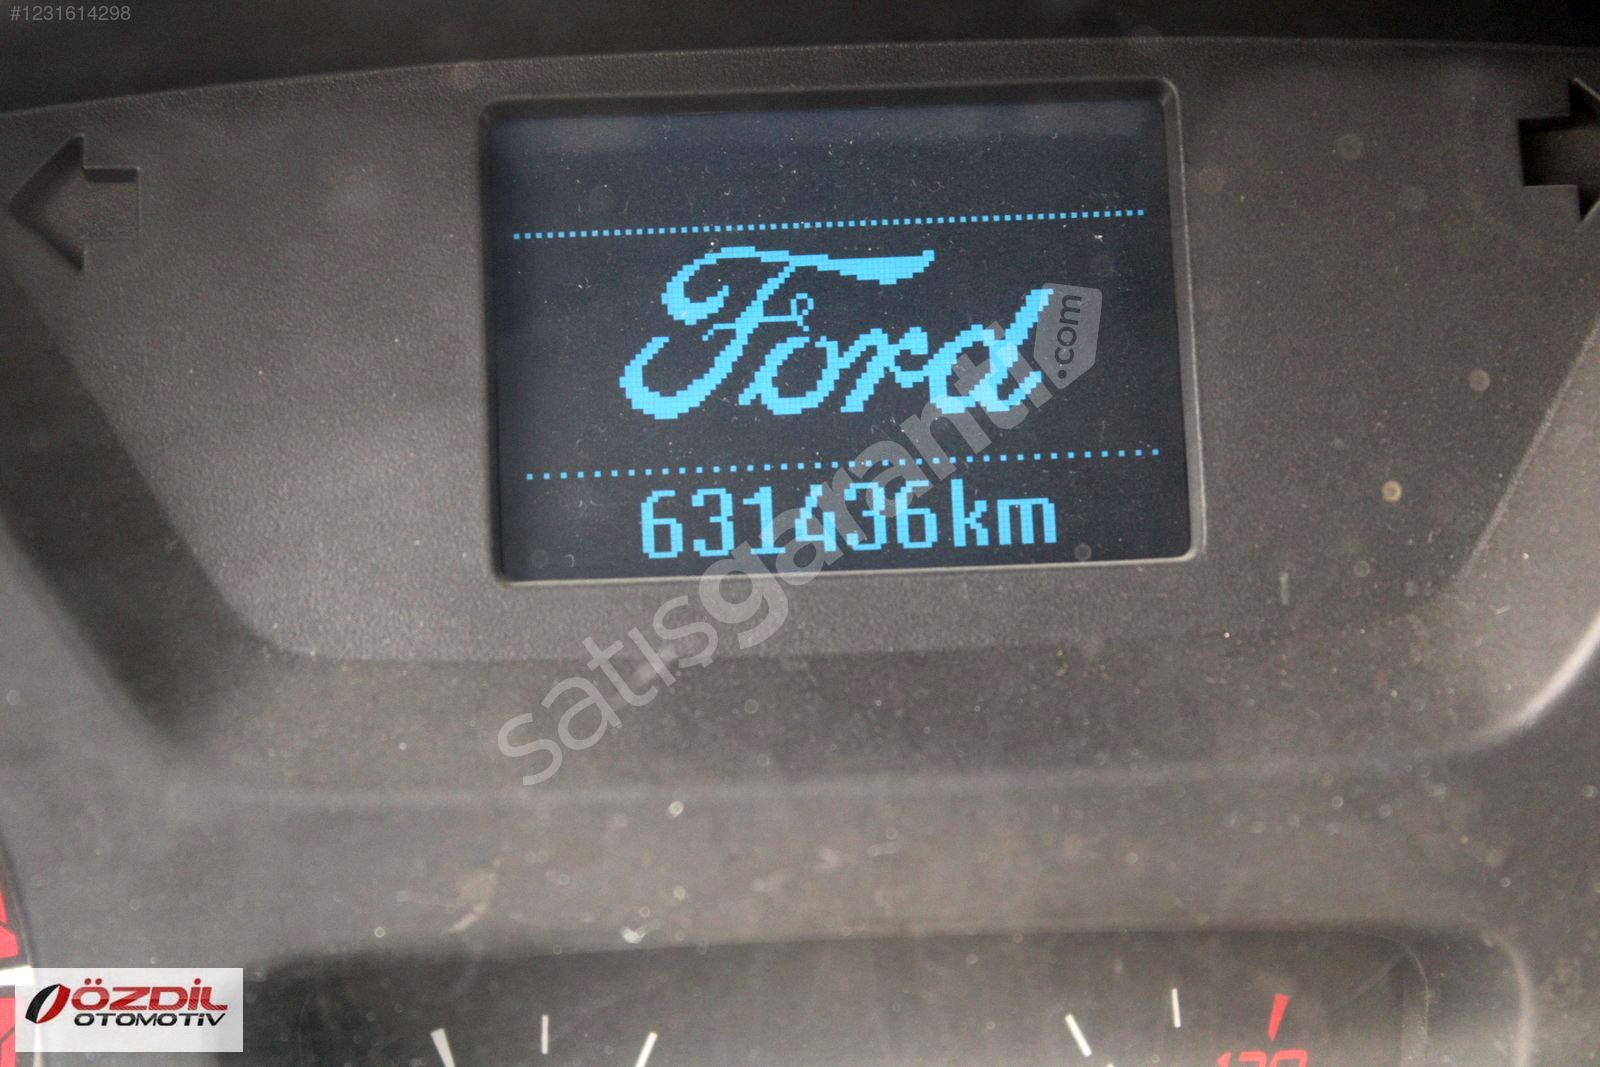 #1231614298
Ford
631436km
satışgaranti.com
ÖZDİL
OTOMOTİV